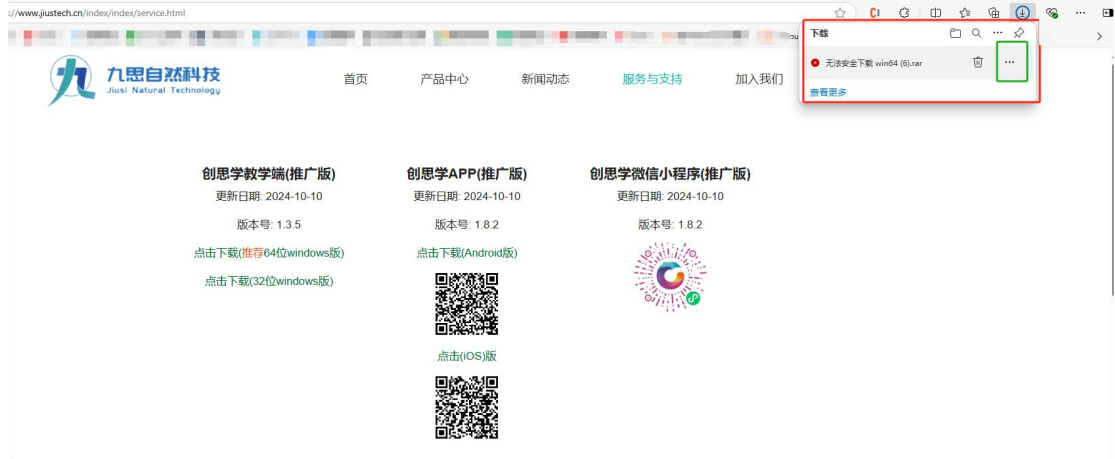 ://www.jiustech.cn/index/index/service.html
下载
无法安全下载 win64 (6).rar
查看更多
九思自然科技
Jiusi Natural Technology
首页
产品中心
新闻动态
服务与支持
加入我们
创思学教学端(推广版)
更新日期: 2024-10-10
版本号: 1.3.5
点击下载(推荐64位windows版)
点击下载(32位windows版)
创思学APP(推广版)
更新日期: 2024-10-10
版本号: 1.8.2
点击下载(Android版)
点击(iOS)版
创思学微信小程序(推广版)
更新日期: 2024-10-10
版本号: 1.8.2